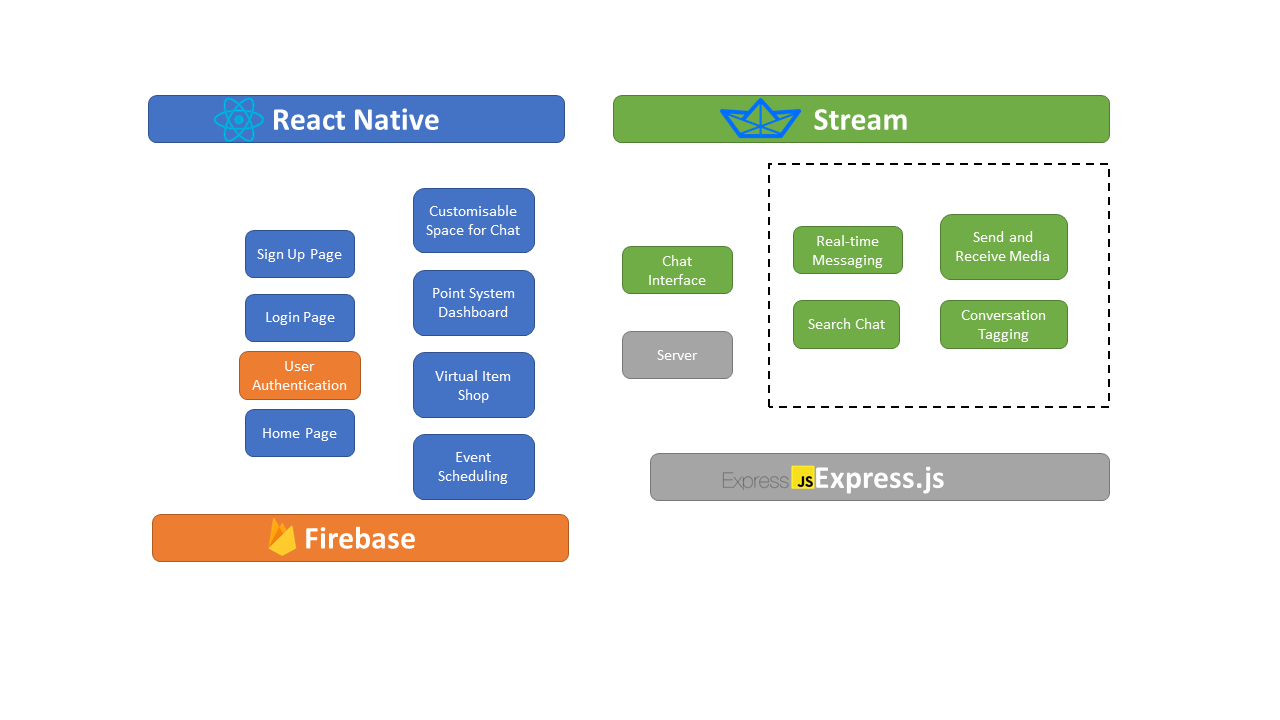 React Native
Stream
Sign Up Page
Login Page
User
Authentication
Home Page
Customisable
Space for Chat
Point System
Dashboard
Virtual Item
Shop
Event
Scheduling
Chat
Interface
Server
Real-time
Messaging
Send and
Receive Media
Search Chat
Conversation
Tagging
Express JS Express.js
Firebase